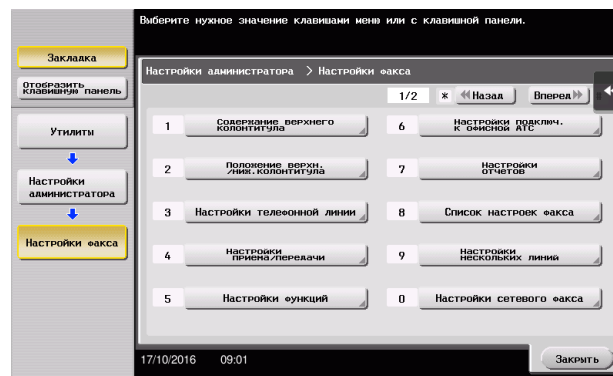 Выберите нужное значение клавишами меню или с клавишной панели.
Закладка
Отобразить
клавишную панель
Утилиты
Настройки
администратора
Настройки факса
Настройки администратора > Настройки факса
1/2 * Назад Вперед
1 Содержание верхнего
колонтитула
6 Настройки подключ.
к офисной АТС
2 Положение верхн.
/ниж.колонтитула
7 Настройки
отчетов
3 Настройки телефонной линии
8 Список настроек факса
4 Настройки
приема/передачи
9 Настройки
нескольких линий
5 Настройки функций
0 Настройки сетевого факса
17/10/2016 09:01
Закрыть